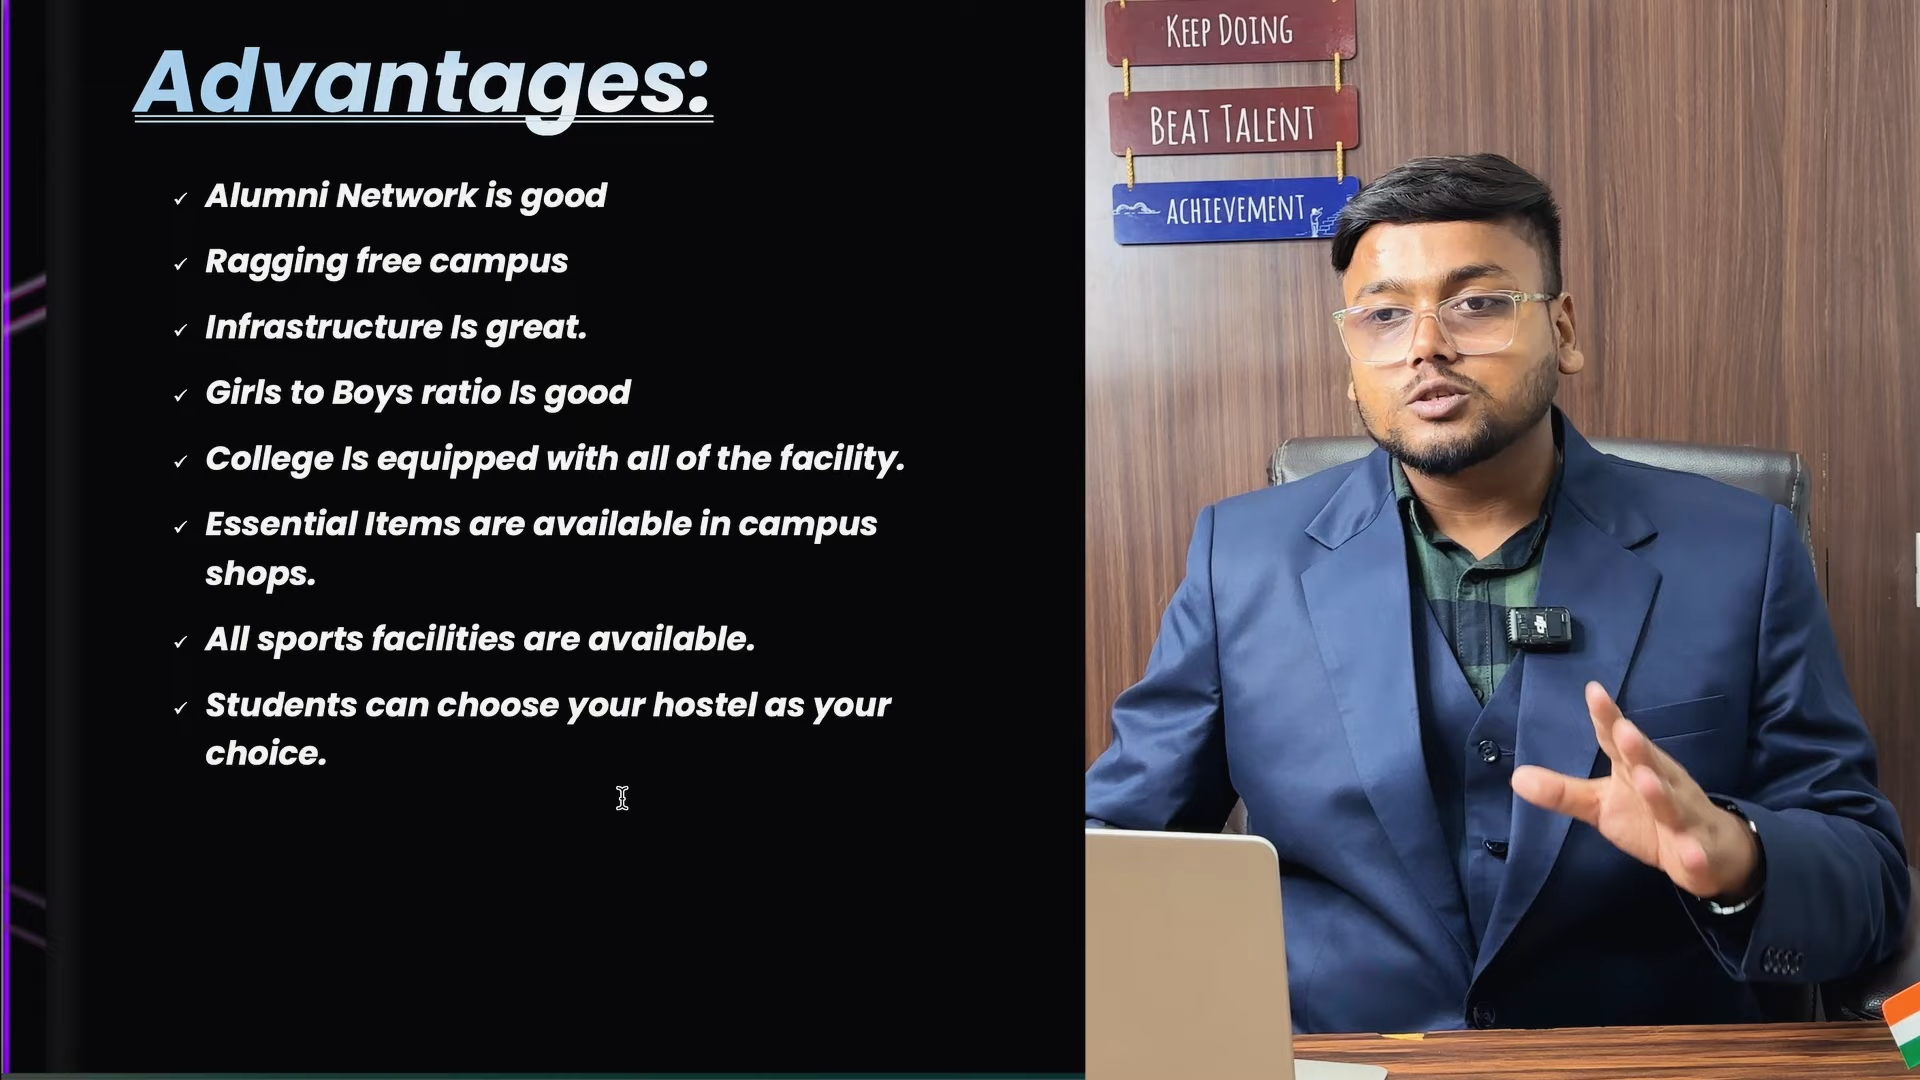 Advantages:
✓ Alumni Network is good
✓ Ragging free campus
✓ Infrastructure Is great.
✓ Girls to Boys ratio Is good
✓ College Is equipped with all of the facility.
✓ Essential Items are available in campus
shops.
✓ All sports facilities are available.
✓ Students can choose your hostel as your
choice.
KEEP DOING
BEAT TALENT
ACHIEVEMENT
dji